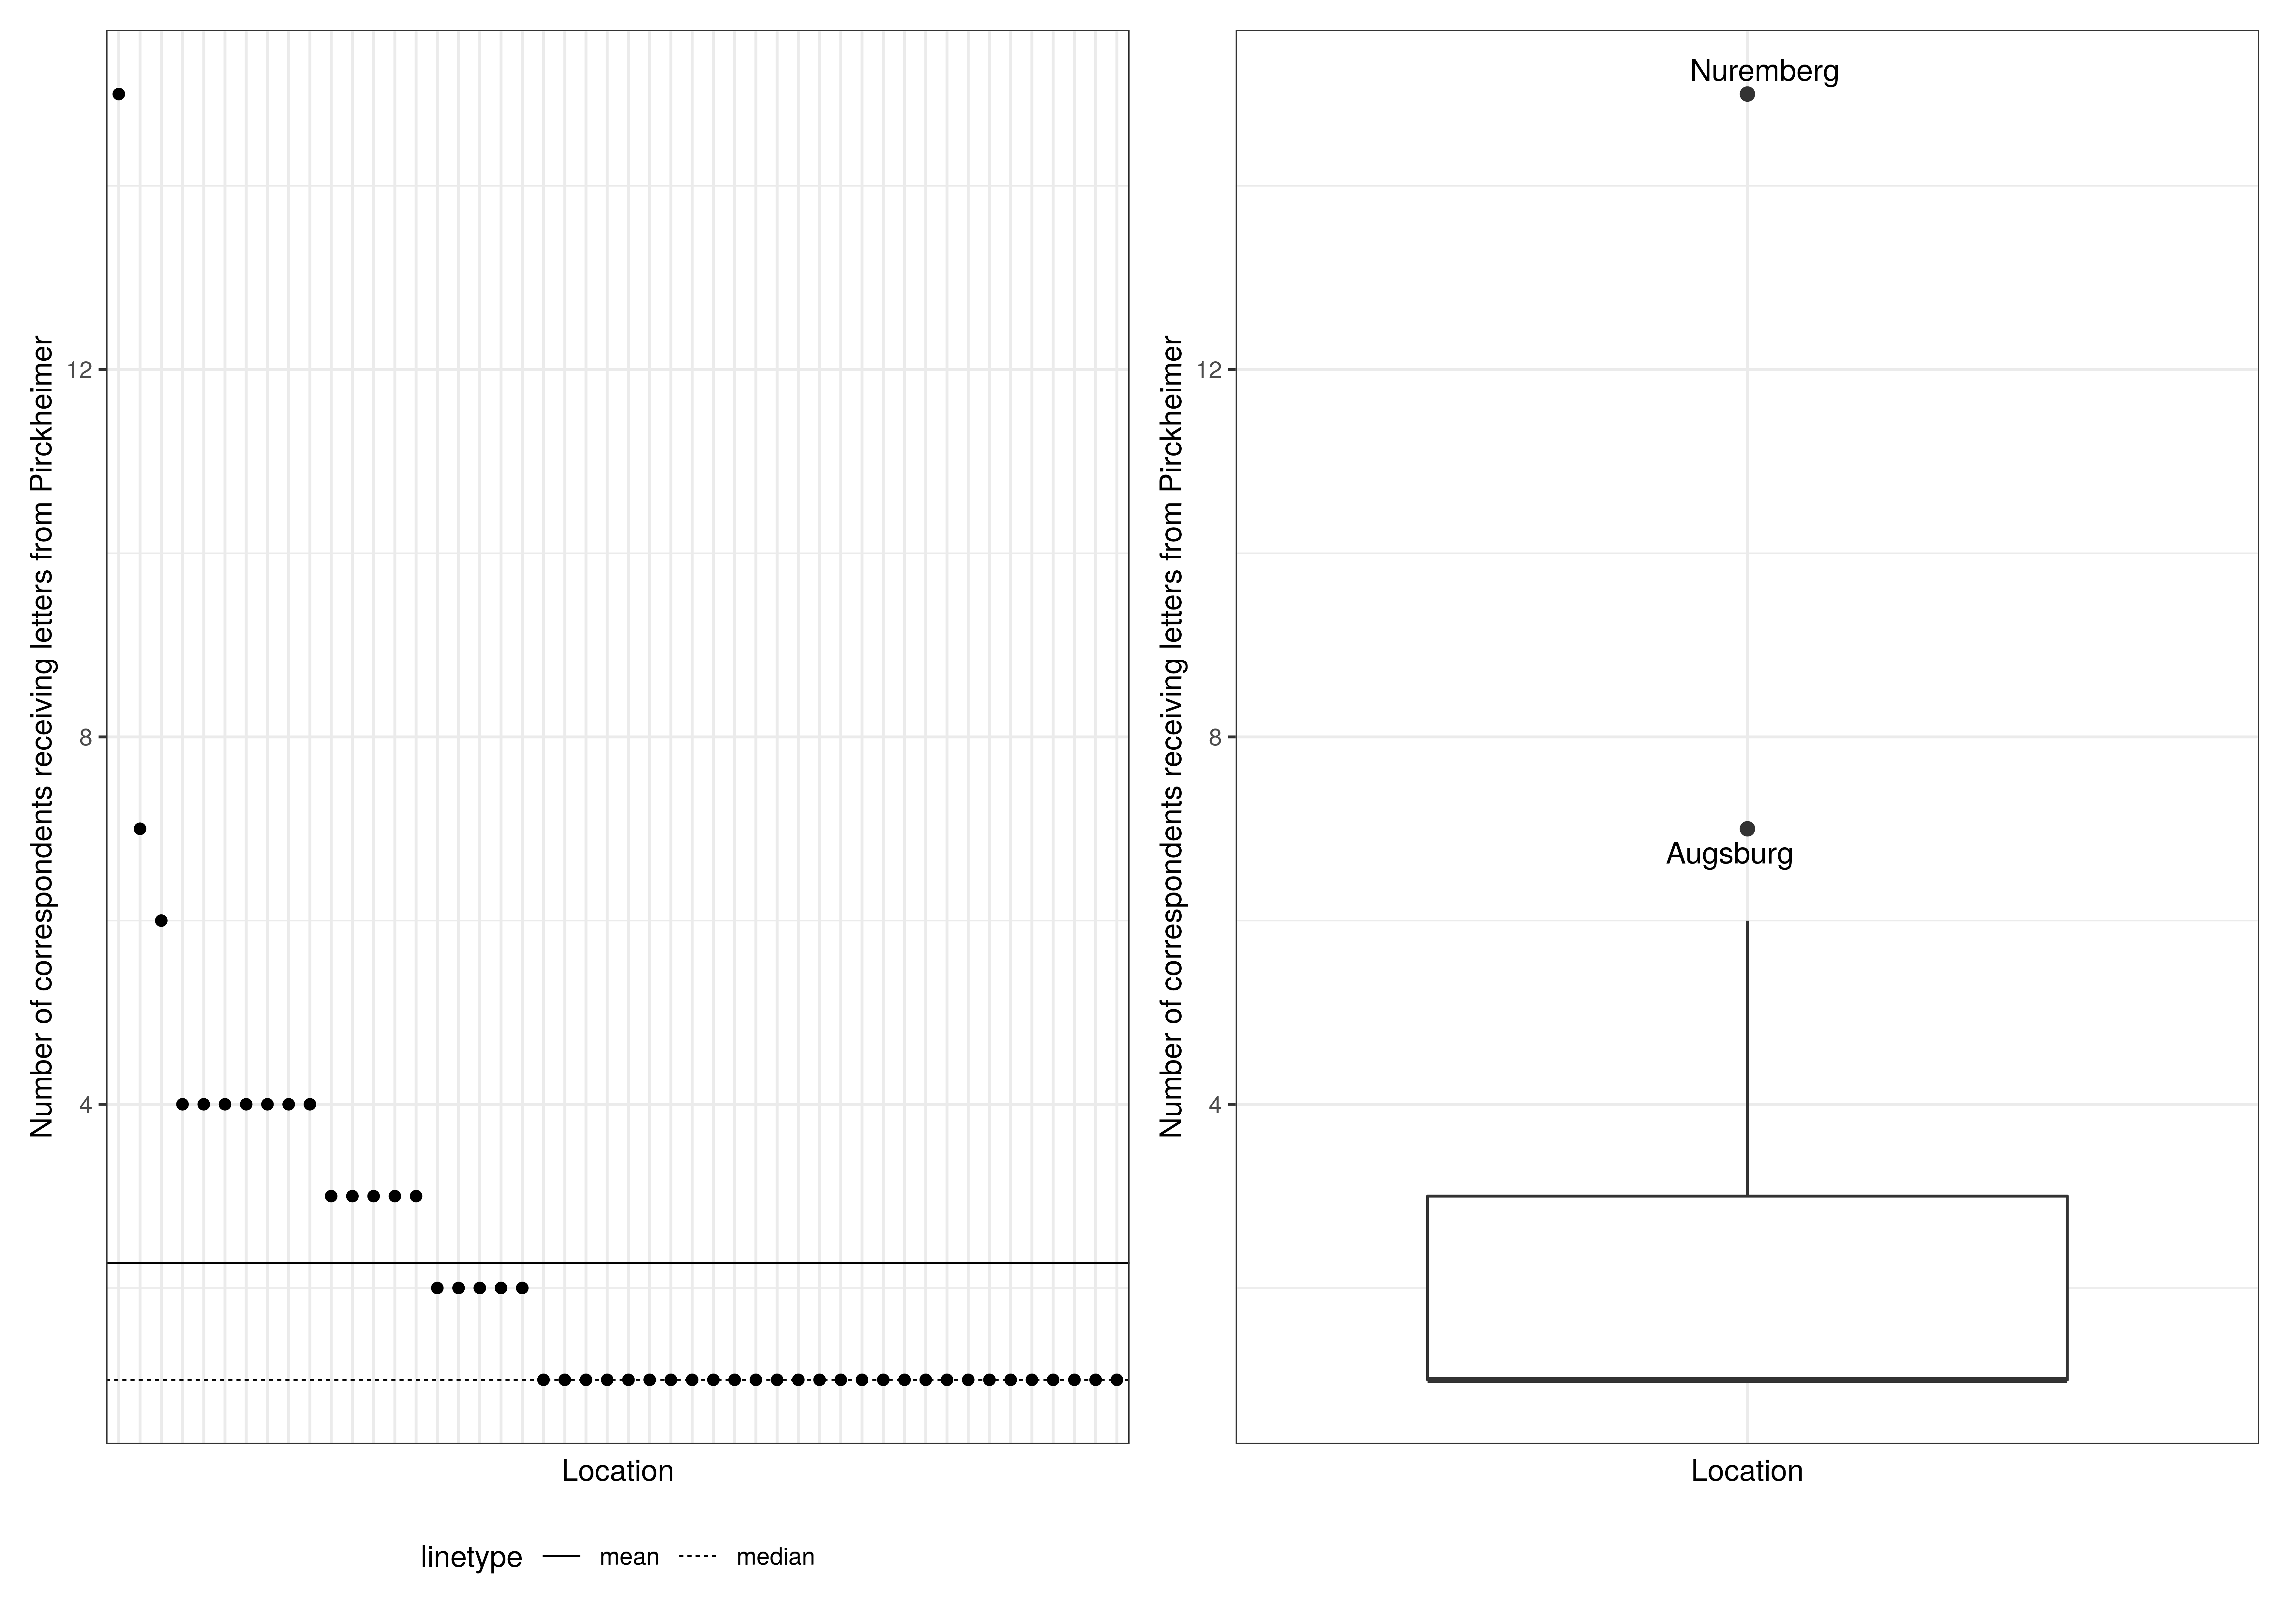 Number of correspondents receiving letters from Pirckheimer
12
8
4
Location
linetype mean median
Number of correspondents receiving letters from Pirckheimer
12
8
4
Nuremberg
Augsburg
Location